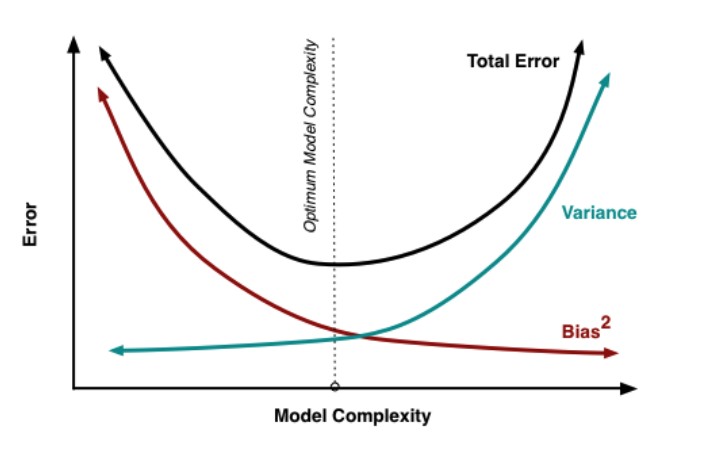 Optimum Model Complexity
Total Error
Variance
Error
Bias²
Model Complexity